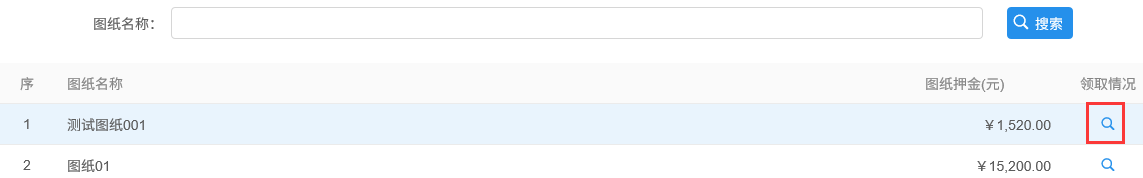 图纸名称： 搜索
序 图纸名称 图纸押金(元) 领取情况
1 测试图纸001 ￥1,520.00
2 图纸01 ￥15,200.00